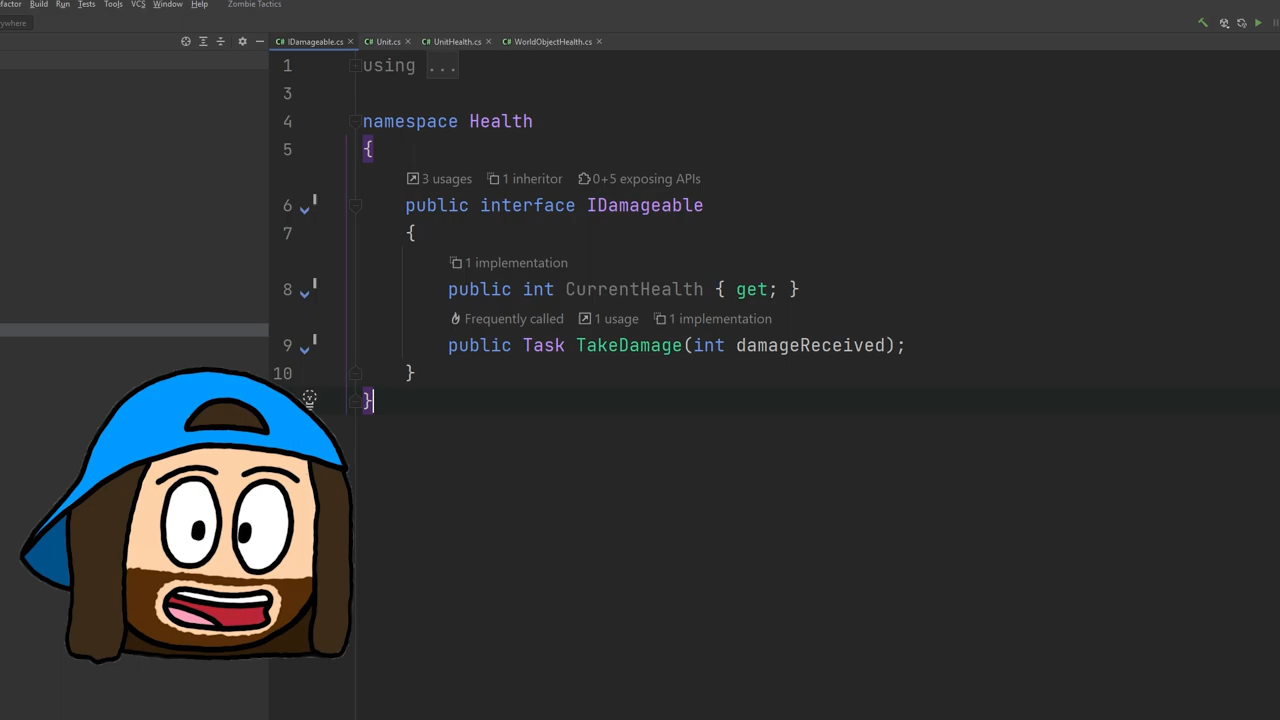 efactor Build Run Tests Tools VCS Window Help Zombie Tactics
ywhere
IDamageable.cs Unit.cs UnitHealth.cs WorldObjectHealth.cs
1 using ...
3
4 namespace Health
5 {
3 usages 1 inheritor 0+5 exposing APIs
6 public interface IDamageable
7 {
1 implementation
8 public int CurrentHealth { get; }
Frequently called 1 usage 1 implementation
9 public Task TakeDamage(int damageReceived);
10 }
}